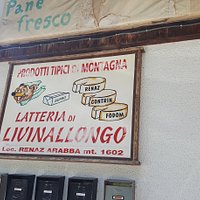 Pane
fresco
PRODOTTI TIPICI DI MONTAGNA
RENAZ
CONTRIN
FODOM
LATTERIA DI
LIVINALLONGO
Loc. RENAZ ARABBA mt. 1602